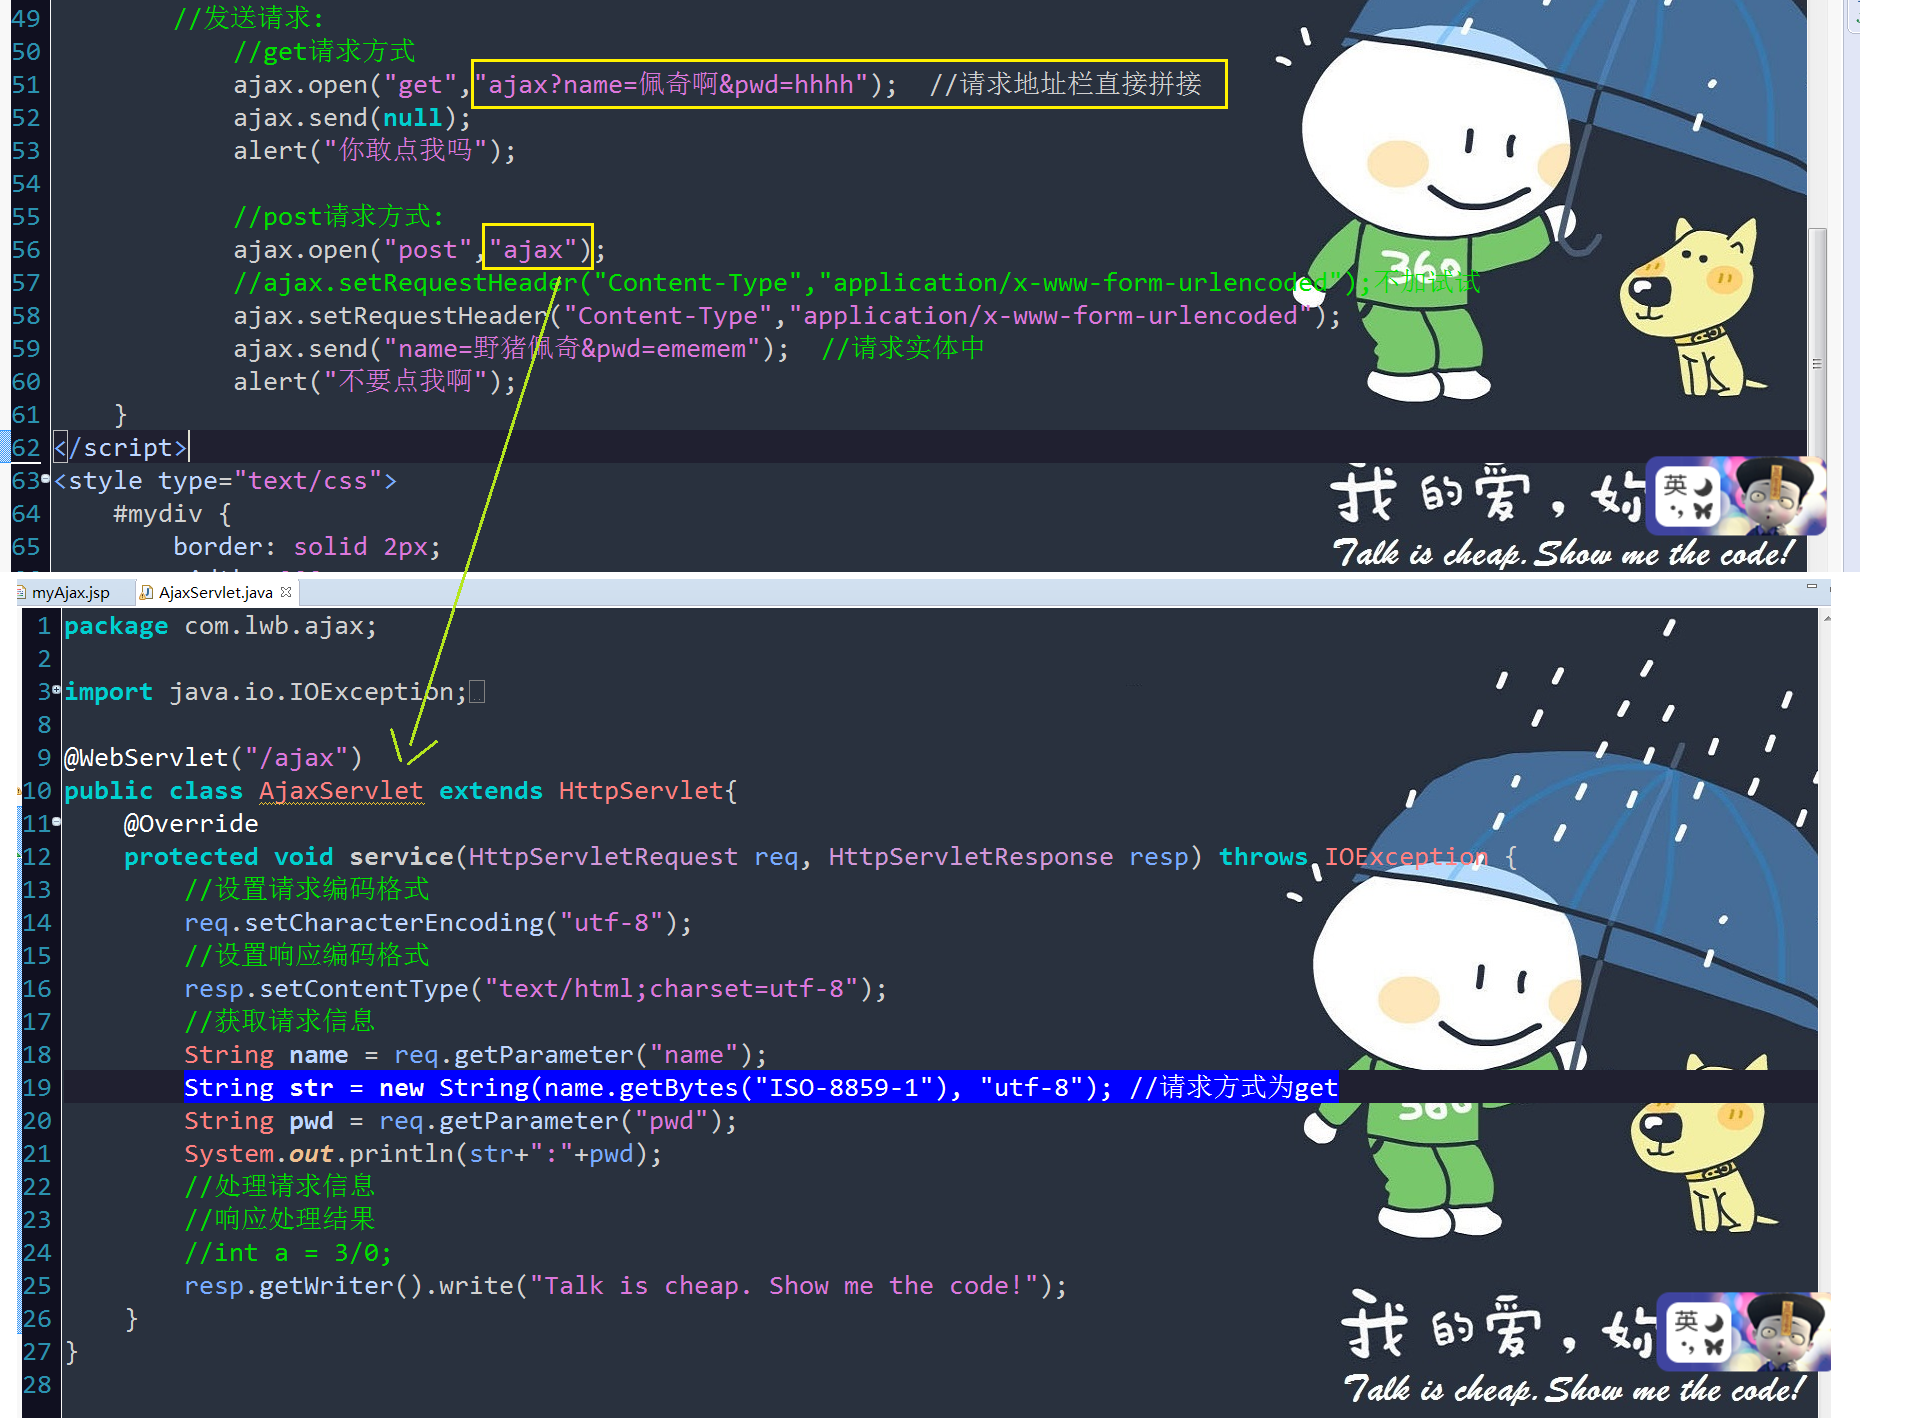 49 //发送请求:
50 //get请求方式
51 ajax.open("get","ajax?name=佩奇啊&pwd=hhhh"); //请求地址栏直接拼接
52 ajax.send(null);
53 alert("你敢点我吗");
54
55 //post请求方式:
56 ajax.open("post","ajax");
57 //ajax.setRequestHeader("Content-Type","application/x-www-form-urlencoded");不加试试
58 ajax.setRequestHeader("Content-Type","application/x-www-form-urlencoded");
59 ajax.send("name=野猪佩奇&pwd=ememem"); //请求实体中
60 alert("不要点我啊");
61 }
62 </script>
63 <style type="text/css">
64 #mydiv {
65 border: solid 2px;
360
我的爱，妳
英
Talk is cheap. Show me the code!
myAjax.jsp AjaxServlet.java
1 package com.lwb.ajax;
2
3 import java.io.IOException;
8
9 @WebServlet("/ajax")
10 public class AjaxServlet extends HttpServlet{
11 @Override
12 protected void service(HttpServletRequest req, HttpServletResponse resp) throws IOException {
13 //设置请求编码格式
14 req.setCharacterEncoding("utf-8");
15 //设置响应编码格式
16 resp.setContentType("text/html;charset=utf-8");
17 //获取请求信息
18 String name = req.getParameter("name");
19 String str = new String(name.getBytes("ISO-8859-1"), "utf-8"); //请求方式为get
20 String pwd = req.getParameter("pwd");
21 System.out.println(str+":"+pwd);
22 //处理请求信息
23 //响应处理结果
24 //int a = 3/0;
25 resp.getWriter().write("Talk is cheap. Show me the code!");
26 }
27 }
28
360
我的爱，妳
英
Talk is cheap. Show me the code!